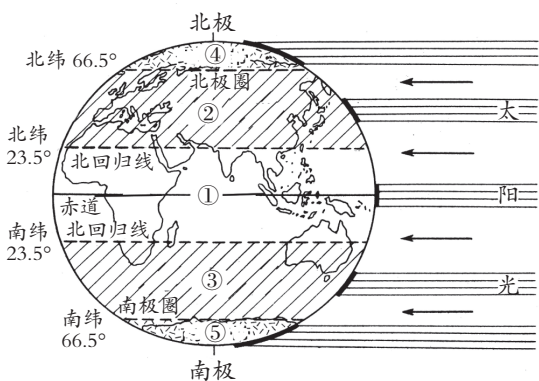 北极
北纬 66.5°
④
北极圈
②
太
北纬
23.5°
北回归线
①
阳
赤道
北回归线
南纬
23.5°
③
光
南极圈
南纬
66.5°
⑤
南极